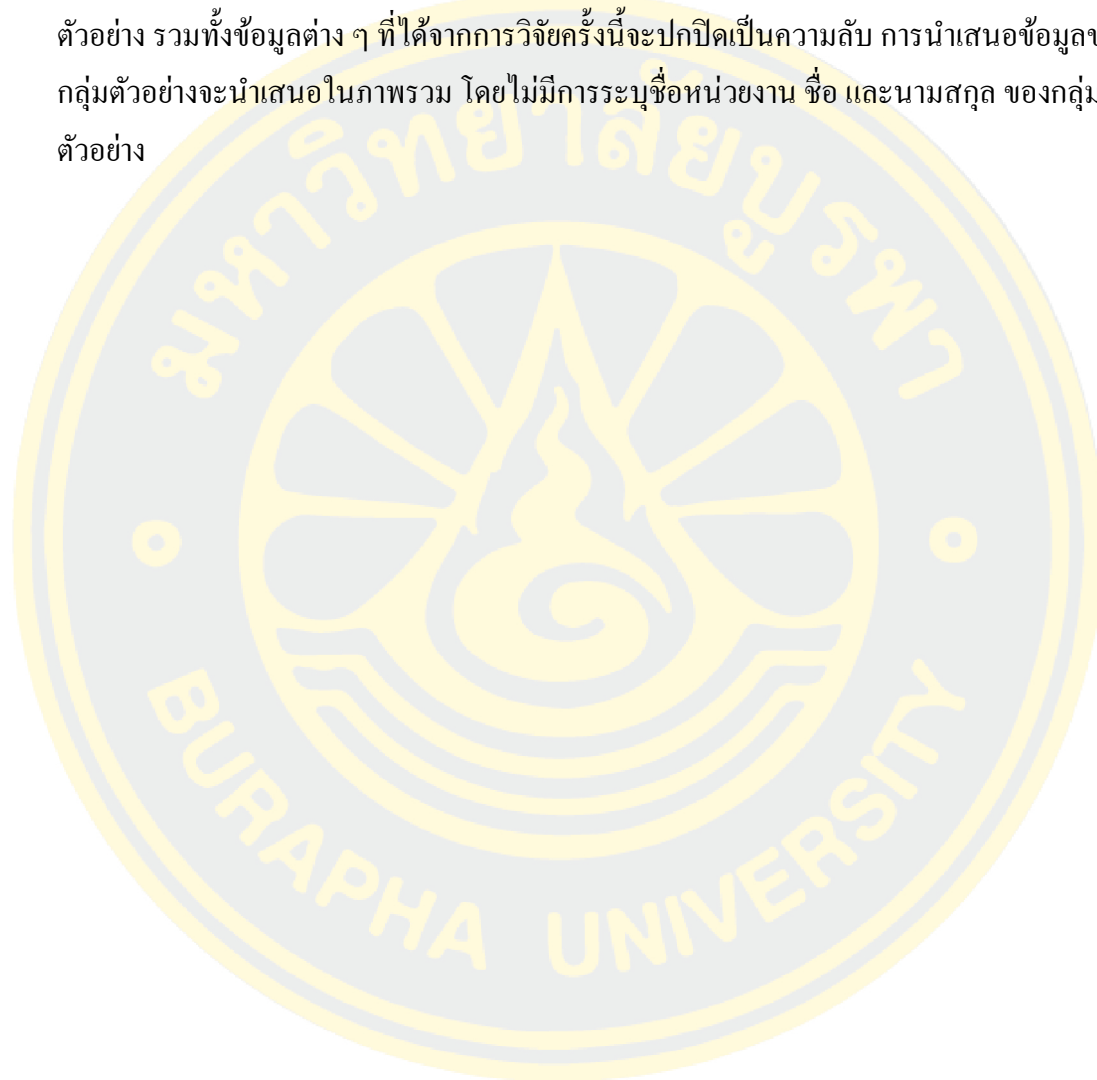 ตัวอย่าง รวมทั้งข้อมูลต่าง ๆ ที่ได้จากการวิจัยครั้งนี้จะปกปิดเป็นความลับ การนำเสนอข้อมูลข
กลุ่มตัวอย่างจะนำเสนอในภาพรวม โดยไม่มีการระบุชื่อหน่วยงาน ชื่อ และนามสกุล ของกลุ่ม
ตัวอย่าง
มหาวิทยาลัยบูรพา
BURAPHA UNIVERSITY